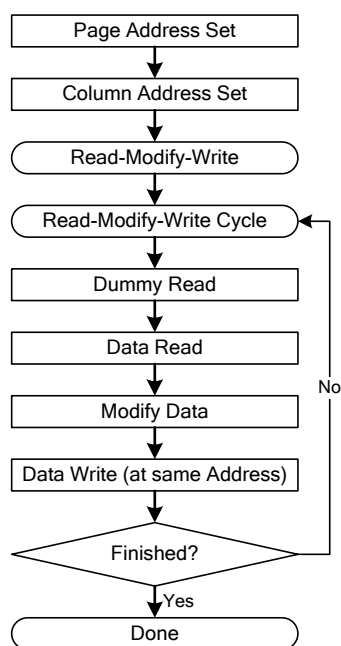 Page Address Set
Column Address Set
Read-Modify-Write
Read-Modify-Write Cycle
Dummy Read
Data Read
No
Modify Data
Data Write (at same Address)
Finished?
Yes
Done